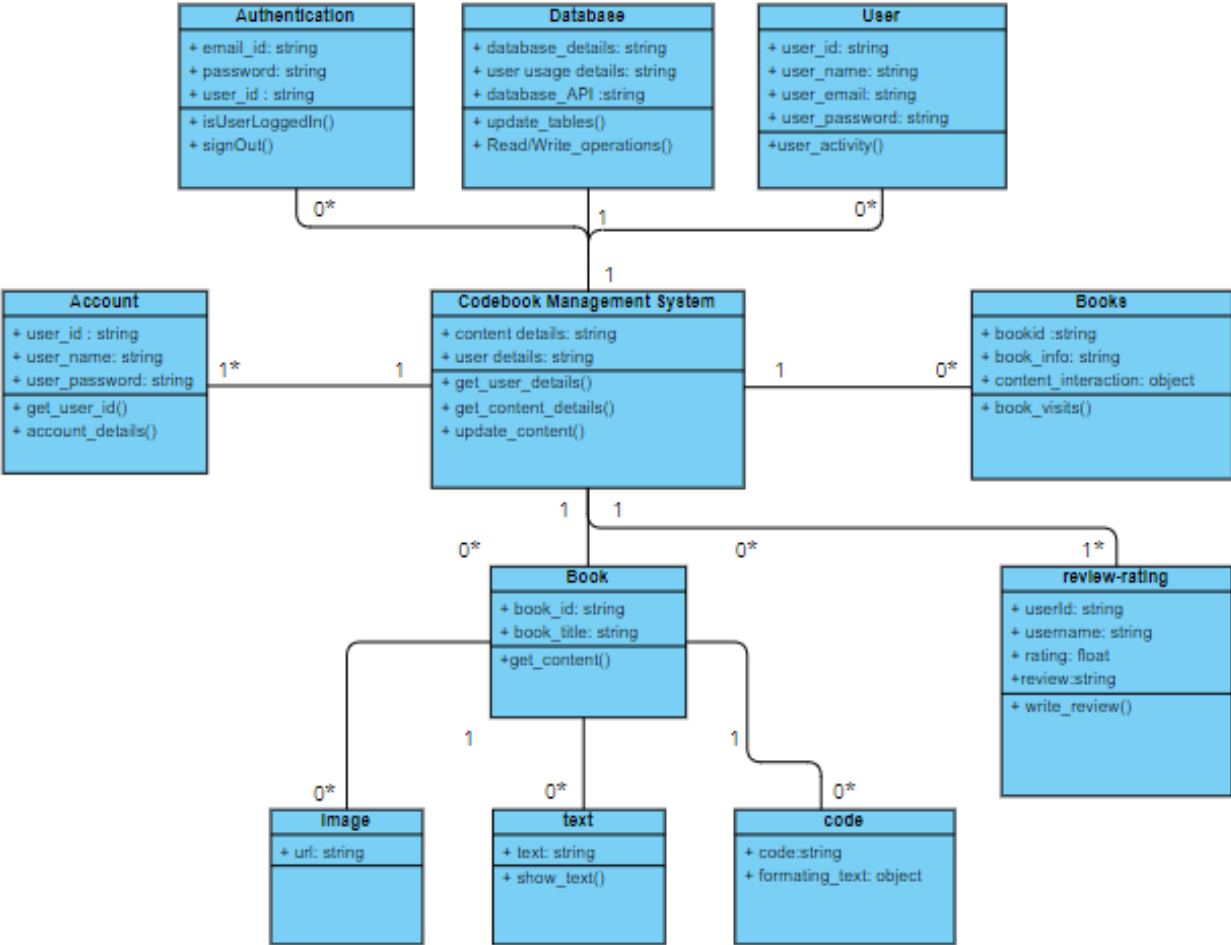 Authentication
+ email_id: string
+ password: string
+ user_id : string
+ isUserLoggedIn()
+ signOut()
Database
+ database_details: string
+ user usage details: string
+ database_API :string
+ update_tables()
+ Read/Write_operations()
User
+ user_id: string
+ user_name: string
+ user_email: string
+ user_password: string
+user_activity()
0*
1
0*
1
Account
+ user_id : string
+ user_name: string
+ user_password: string
+ get_user_id()
+ account_details()
1*
1
Codebook Management System
+ content details: string
+ user details: string
+ get_user_details()
+ get_content_details()
+ update_content()
1
0*
Books
+ bookid :string
+ book_info: string
+ content_interaction: object
+ book_visits()
1
1
0*
0*
1*
Book
+ book_id: string
+ book_title: string
+get_content()
review-rating
+ userId: string
+ username: string
+ rating: float
+review:string
+ write_review()
1
1
0*
0*
0*
Image
+ url: string
text
+ text: string
+ show_text()
code
+ code:string
+ formating_text: object